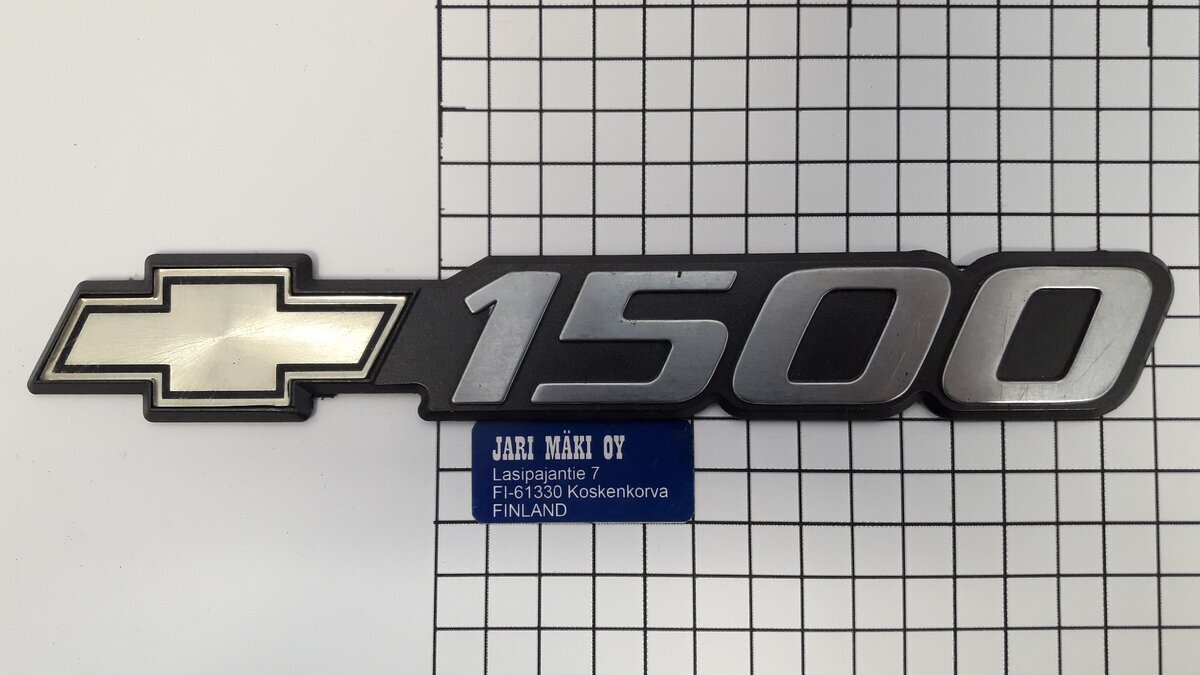 1500
JARI MÄKI OY
Lasipajantie 7
FI-61330 Koskenkorva
FINLAND